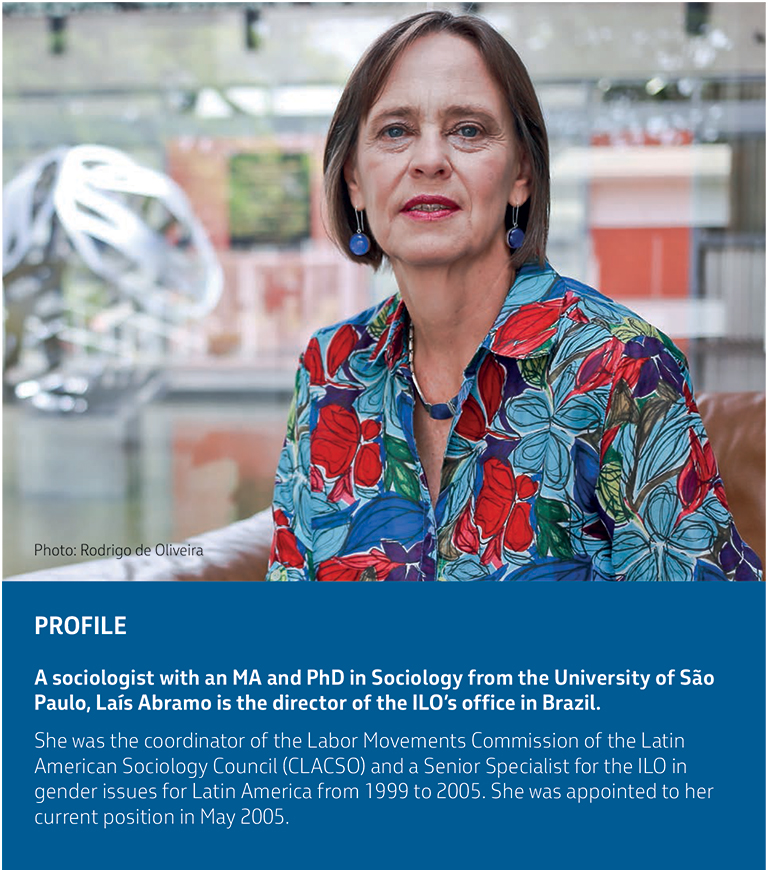 Photo: Rodrigo de Oliveira
PROFILE
A sociologist with an MA and PhD in Sociology from the University of São
Paulo, Laís Abramo is the director of the ILO’s office in Brazil.
She was the coordinator of the Labor Movements Commission of the Latin
American Sociology Council (CLACSO) and a Senior Specialist for the ILO in
gender issues for Latin America from 1999 to 2005. She was appointed to her
current position in May 2005.